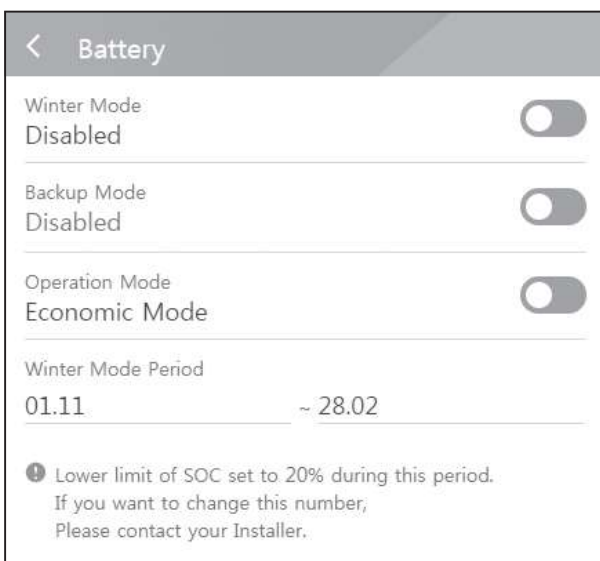 Battery
Winter Mode
Disabled
Backup Mode
Disabled
Operation Mode
Economic Mode
Winter Mode Period
01.11 ~ 28.02
Lower limit of SOC set to 20% during this period.
If you want to change this number,
Please contact your Installer.